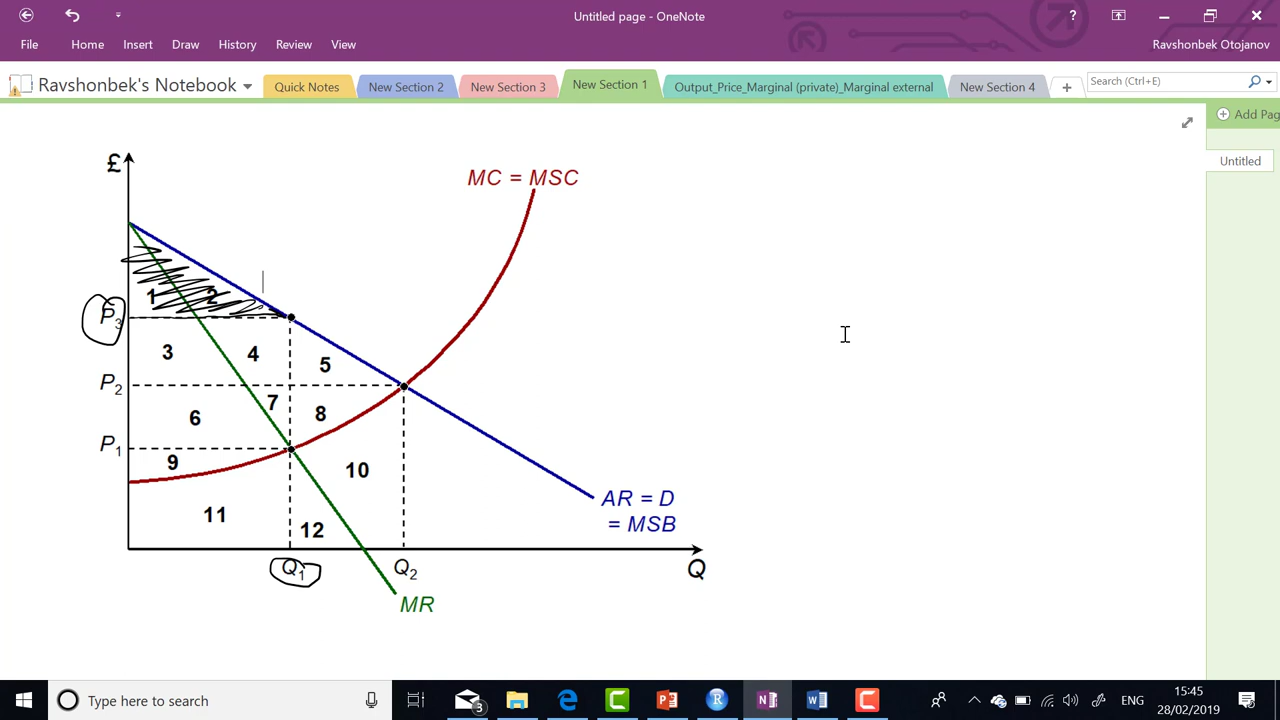 Untitled page - OneNote
?
File Home Insert Draw History Review View
Ravshonbek Otojanov
Ravshonbek's Notebook
Quick Notes
New Section 2
New Section 3
New Section 1
Output_Price_Marginal (private)_Marginal external
New Section 4
+
Search (Ctrl+E)
Add Pag
Untitled
£
MC = MSC
1
2
P3
3
4
5
P2
7
6
8
P1
9
10
AR = D
= MSB
11
12
Q1
Q2
Q
MR
Type here to search
3
ENG
15:45
28/02/2019
3